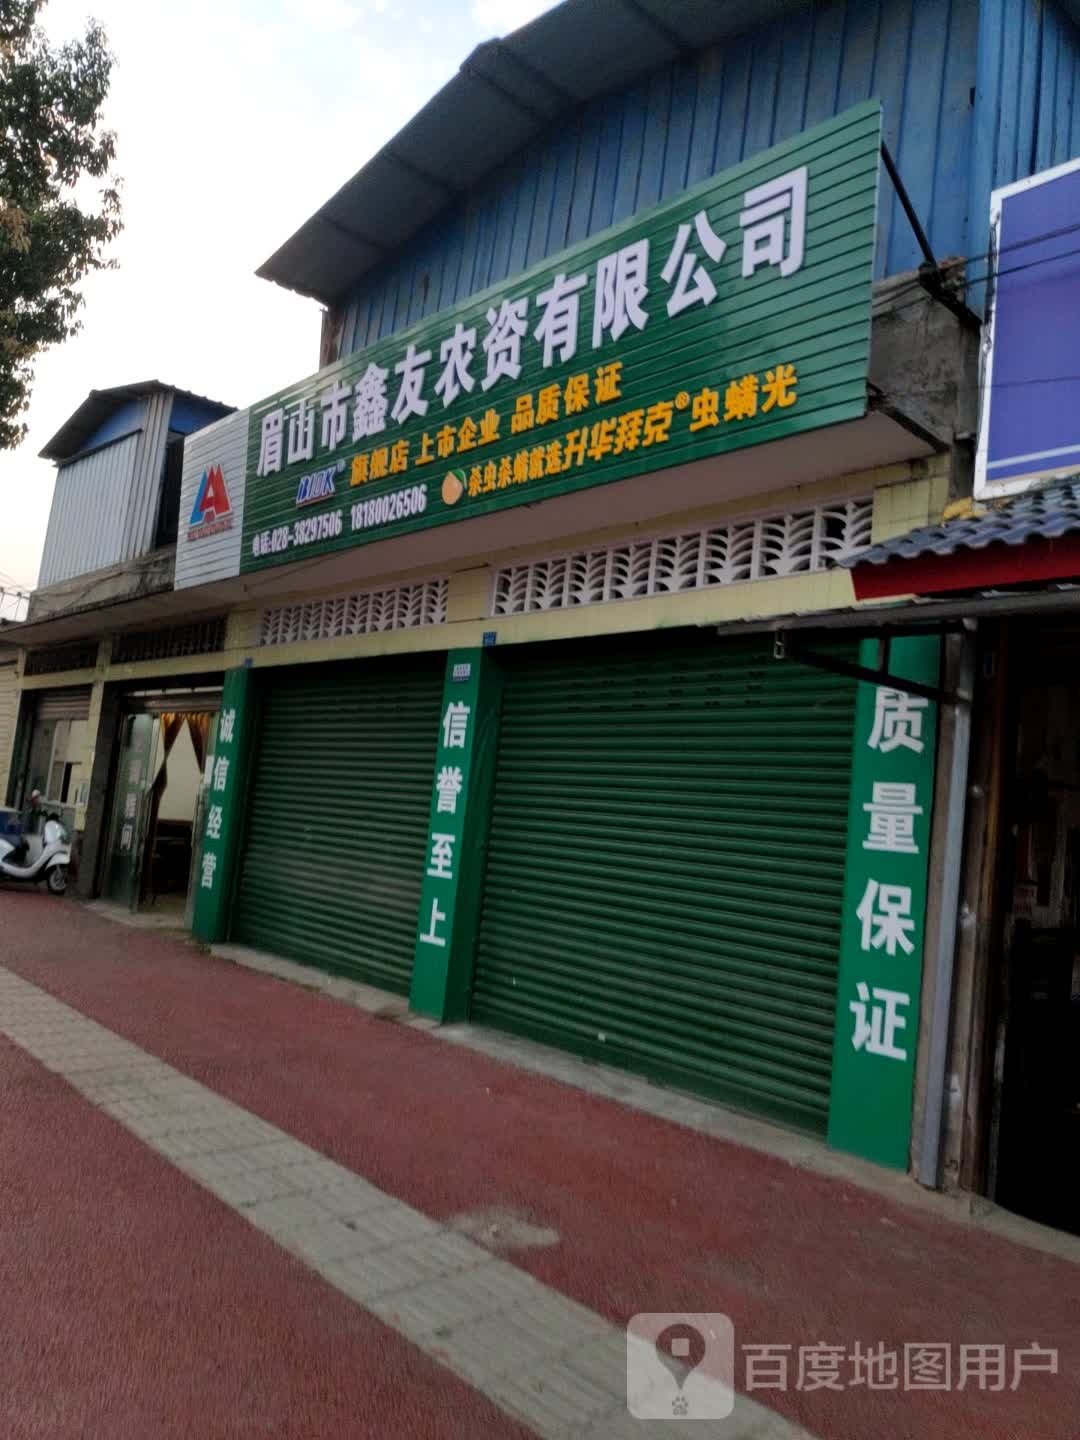 眉山市鑫友农资有限公司
BIOK® 旗舰店 上市企业 品质保证
电话:028-38297506 18180026506
杀虫杀螨就选升华拜克®虫螨光
诚信经营
信誉至上
质量保证
百度地图用户